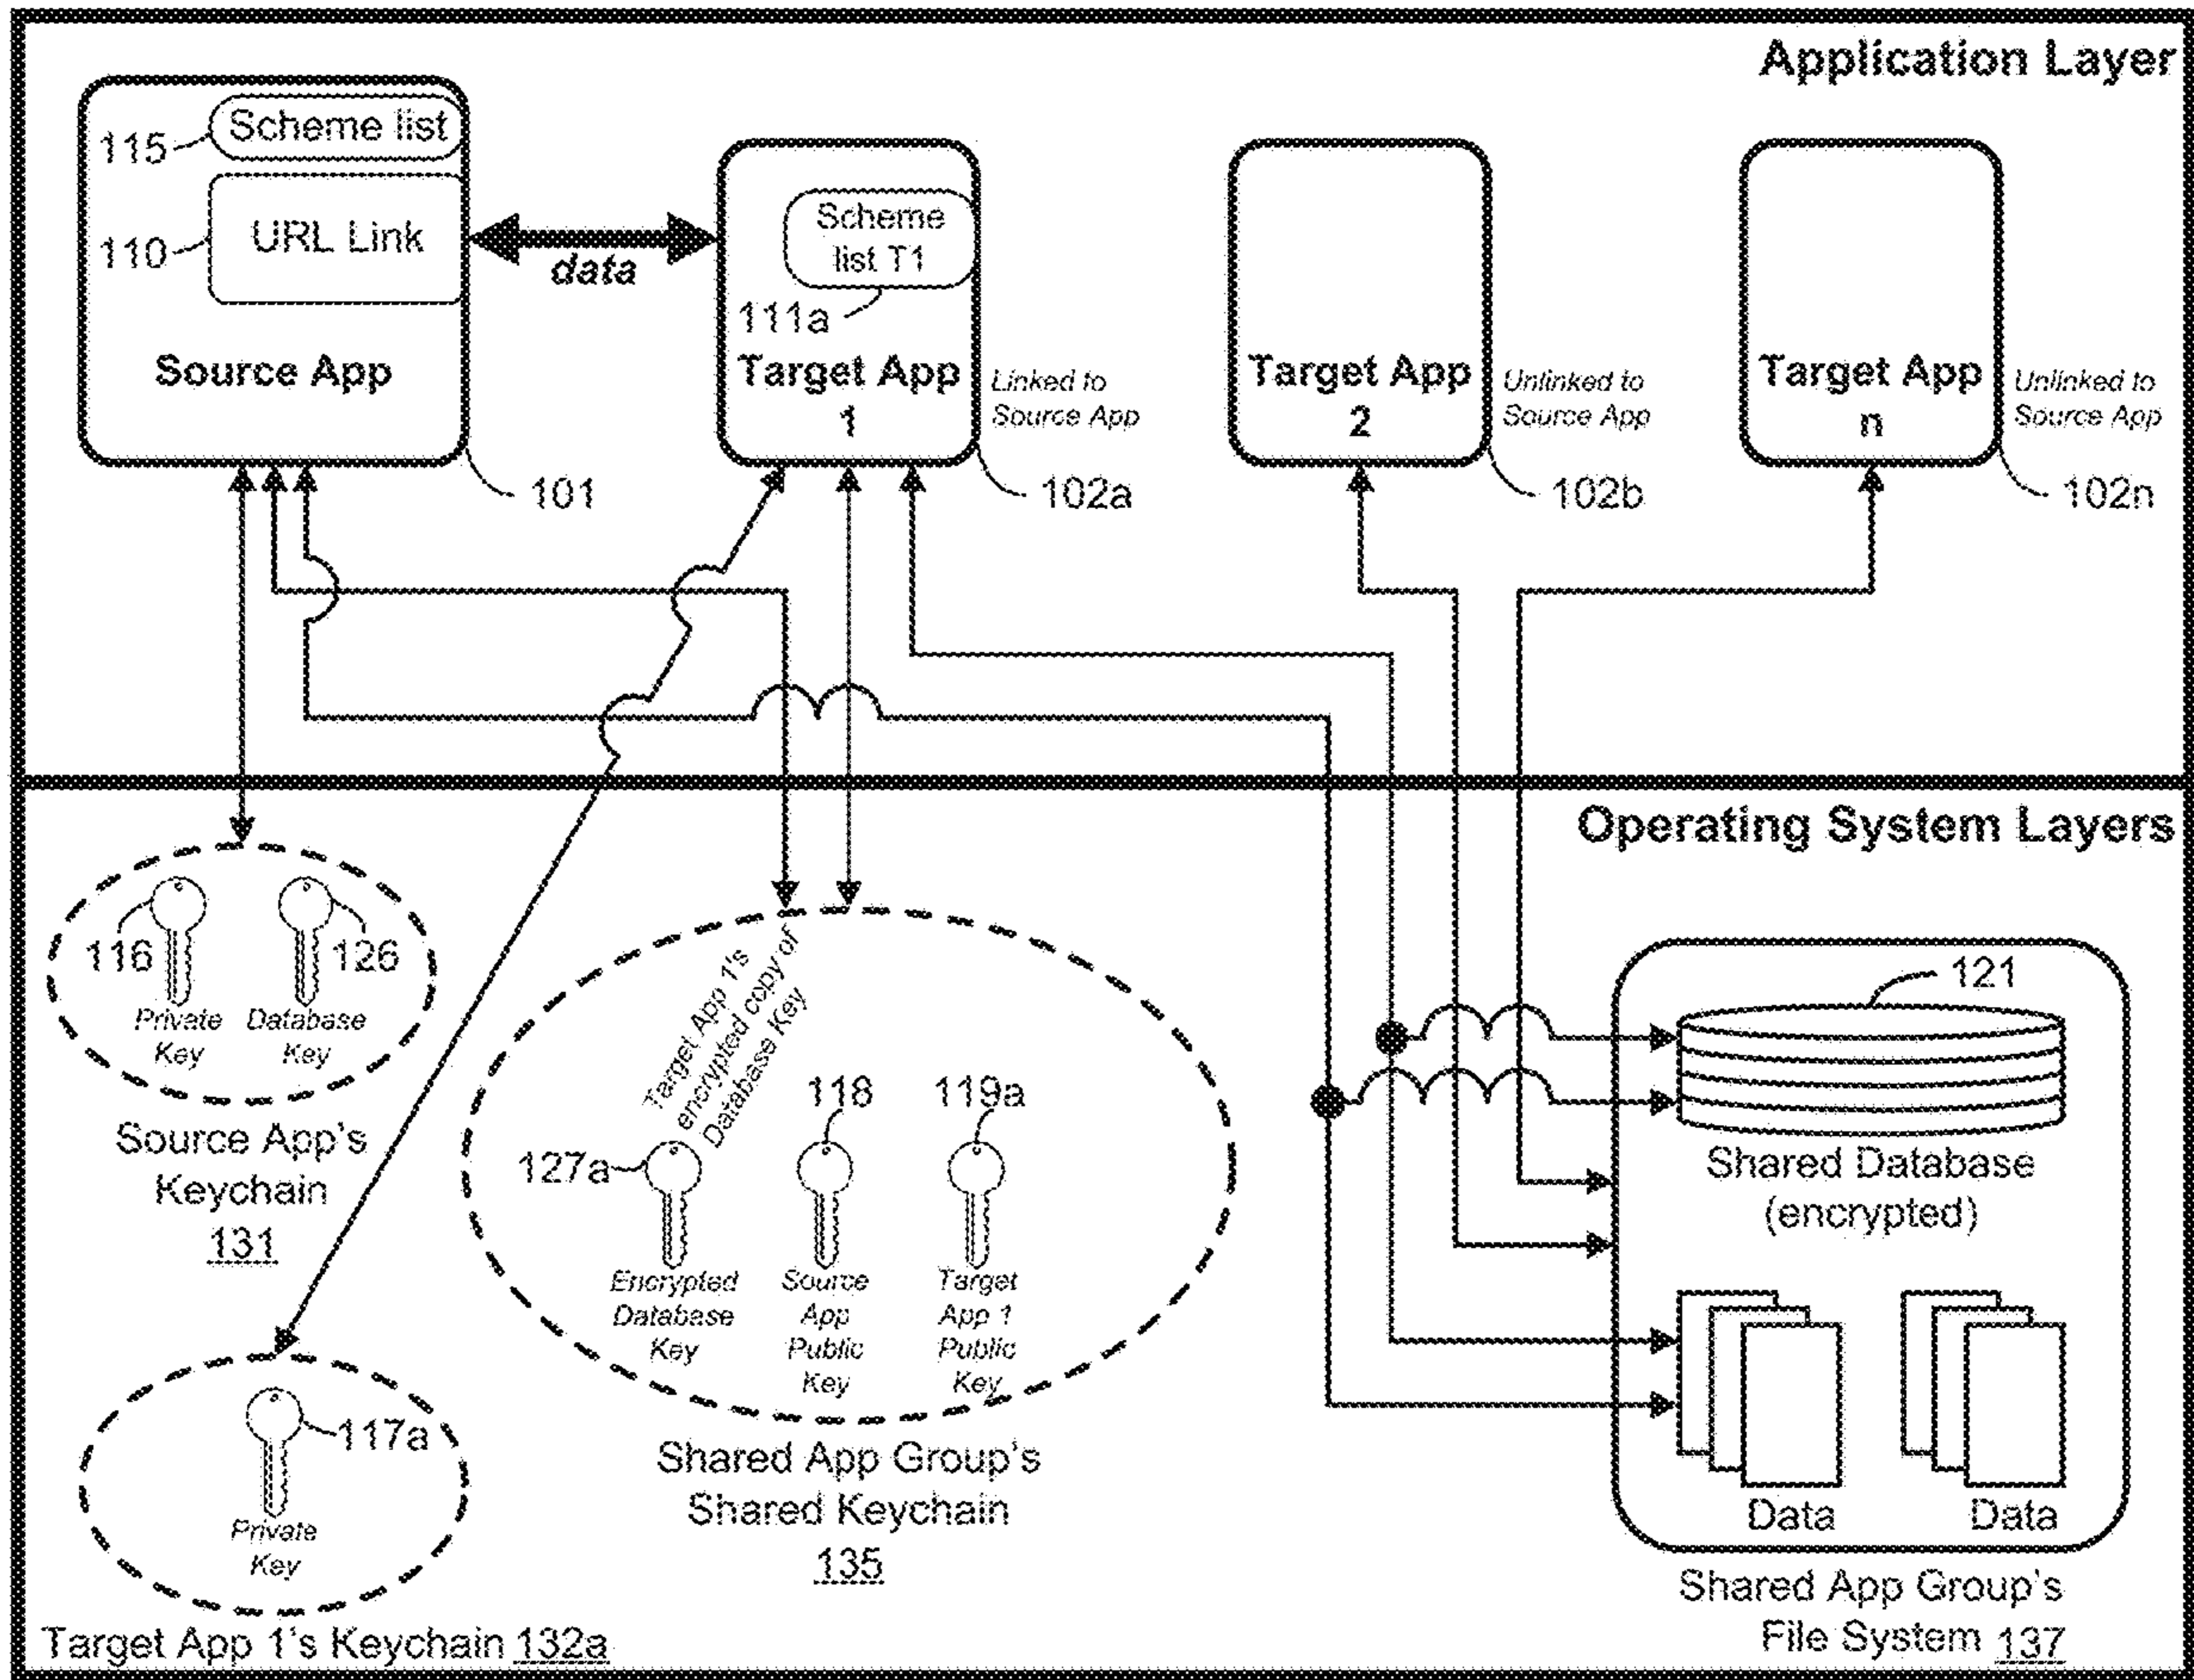 Application Layer
Scheme list
115
URL Link
110
data
Source App
101
Scheme
list T1
111a
Target App
1
Linked to
Source App
102a
Target App
2
Unlinked to
Source App
102b
Target App
n
Unlinked to
Source App
102n
Operating System Layers
116
126
Private
Key
Database
Key
Source App's
Keychain
131
Target App 1's
encrypted copy of
Database Key
127a
118
119a
Encrypted
Database
Key
Source
App
Public
Key
Target
App 1
Public
Key
Shared App Group's
Shared Keychain
135
117a
Private
Key
Target App 1's Keychain 132a
121
Shared Database
(encrypted)
Data
Data
Shared App Group's
File System 137